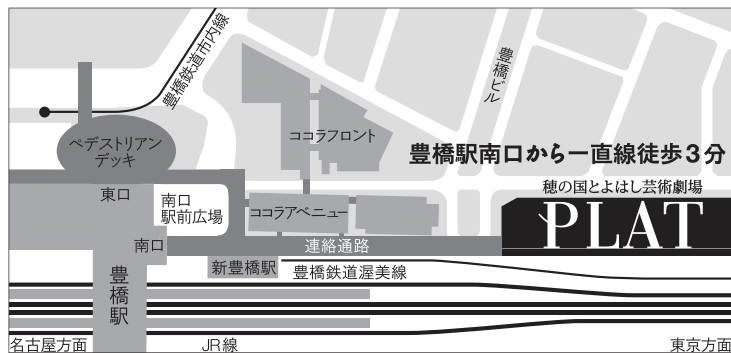 豊橋鉄道市内線
豊橋ビル
ペデストリアン
デッキ
ココラフロント
豊橋駅南口から一直線徒歩3分
穂の国とよはし芸術劇場
PLAT
東口
南口
駅前広場
ココラアベニュー
南口
連絡通路
新豊橋駅
豊橋鉄道渥美線
豊橋駅
名古屋方面
JR線
東京方面